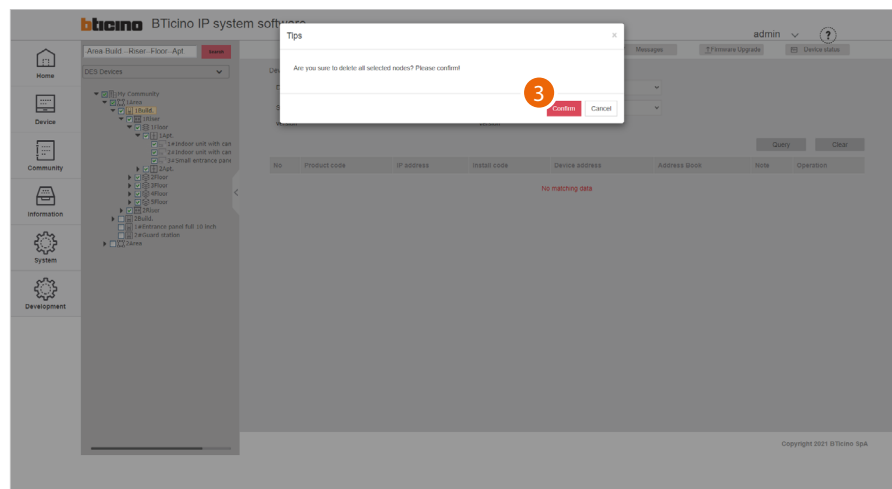 bticino BTicino IP system softw
admin
?
Tips
×
Are you sure to delete all selected nodes? Please confirm!
3
Confirm
Cancel
Area-Build.-Riser-Floor-Apt.
Search
Messages
Firmware Upgrade
Device status
DES Devices
Dev
Home
Device
Community
Information
System
Development
My Community
1Area
1Build.
1Riser
1Floor
1Apt.
1#Indoor unit with can
2#Indoor unit with can
3#Small entrance pane
2Apt.
2Floor
3Floor
4Floor
5Floor
2Riser
2Build.
1#Entrance panel full 10 inch
2#Guard station
2Area
Query
Clear
No Product code IP address Install code Device address Address Book Note Operation
No matching data
Copyright 2021 BTicino SpA